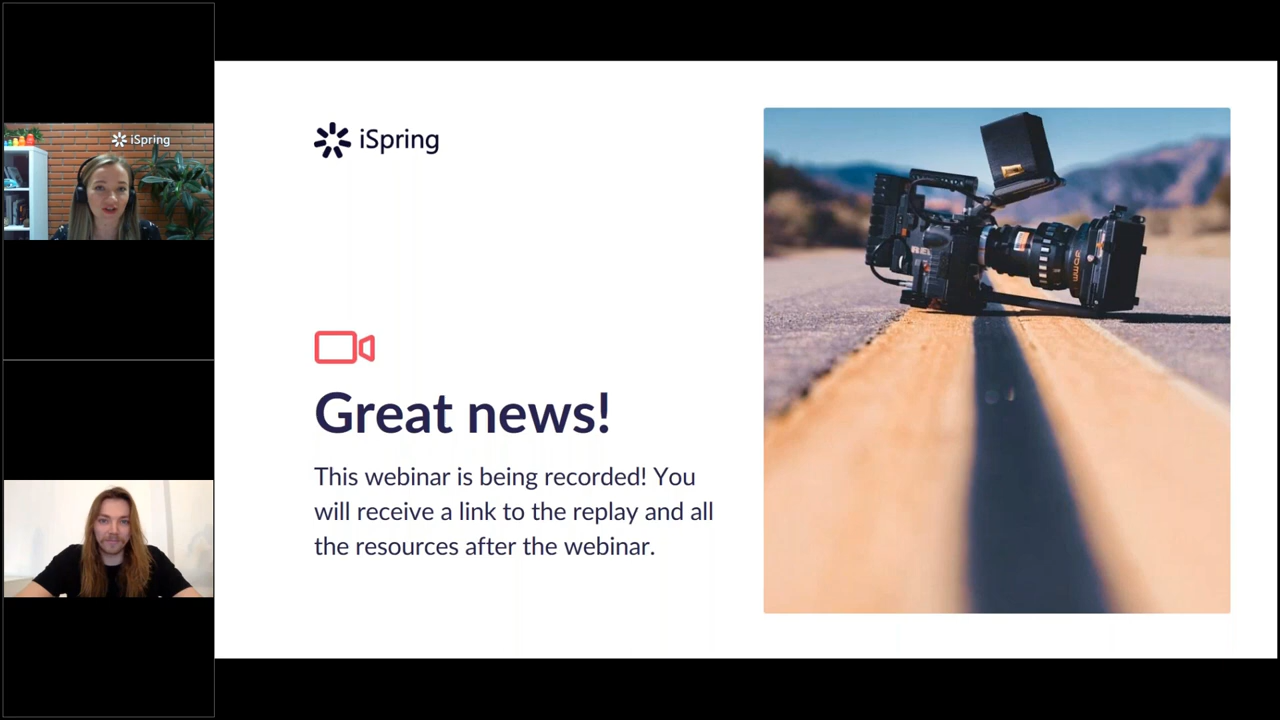 iSpring
iSpring
Great news!
This webinar is being recorded! You
will receive a link to the replay and all
the resources after the webinar.
RED